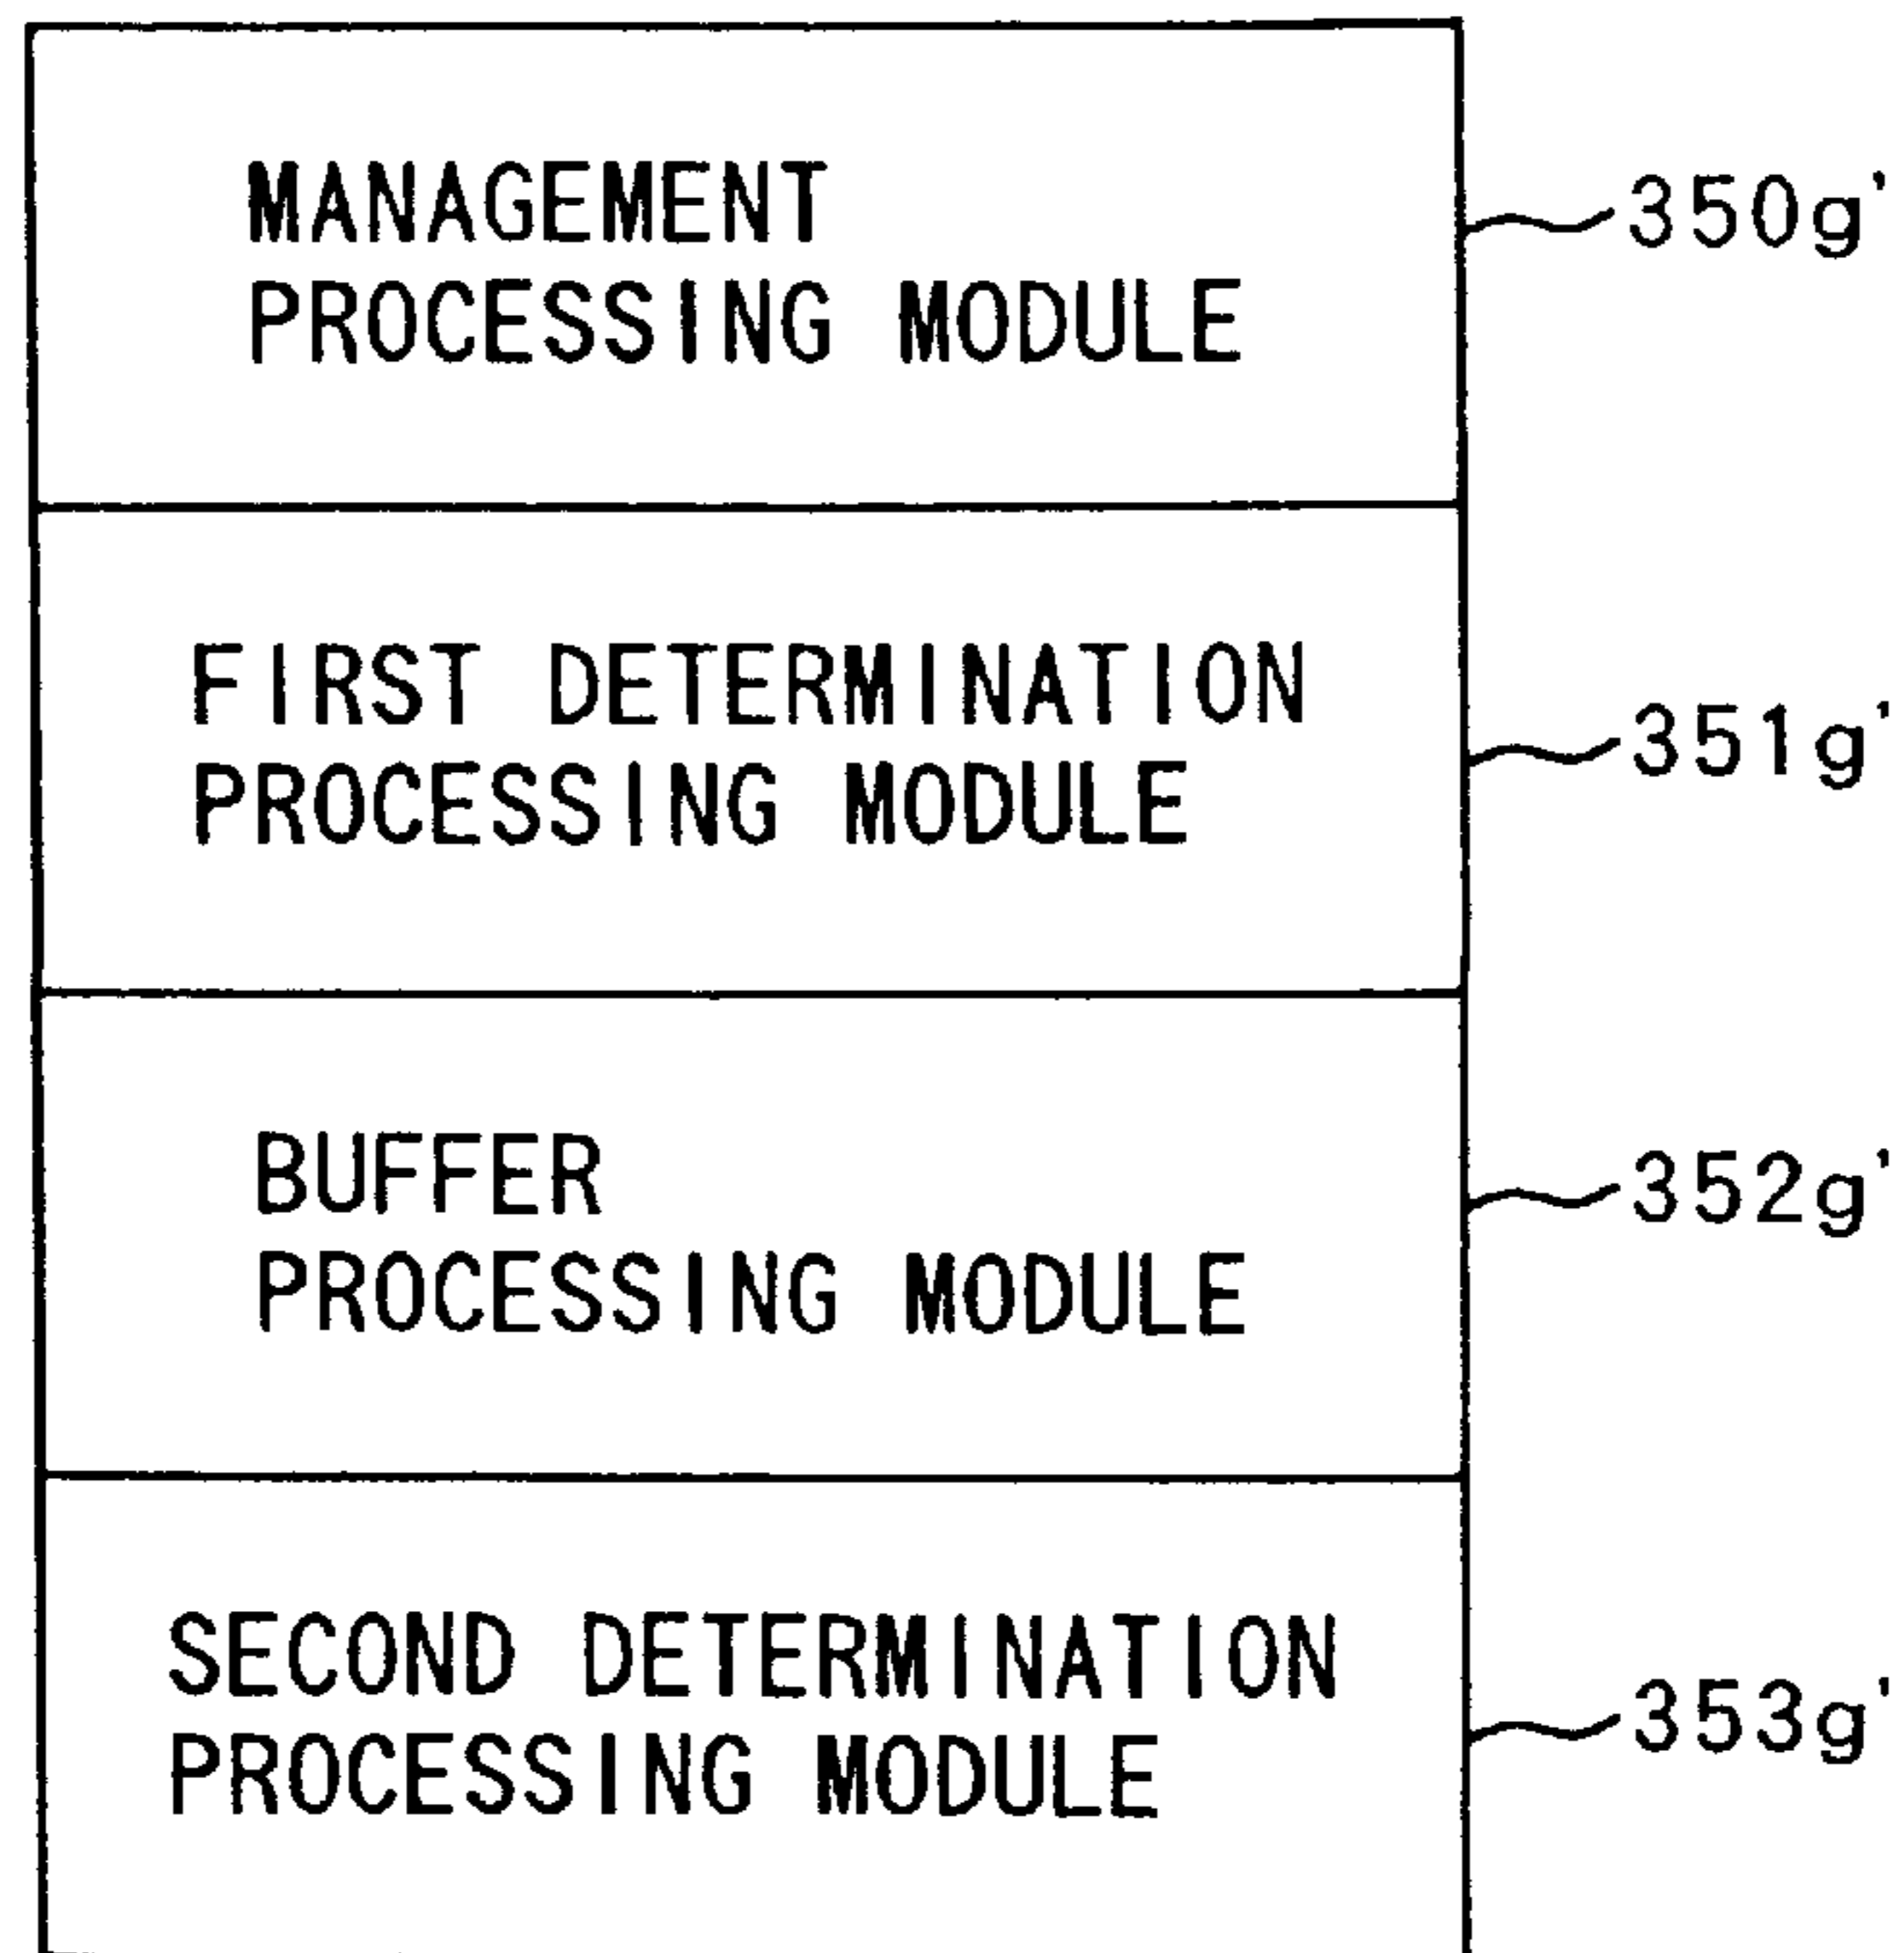 MANAGEMENT
PROCESSING MODULE
350g'
FIRST DETERMINATION
PROCESSING MODULE
351g'
BUFFER
PROCESSING MODULE
352g'
SECOND DETERMINATION
PROCESSING MODULE
353g'